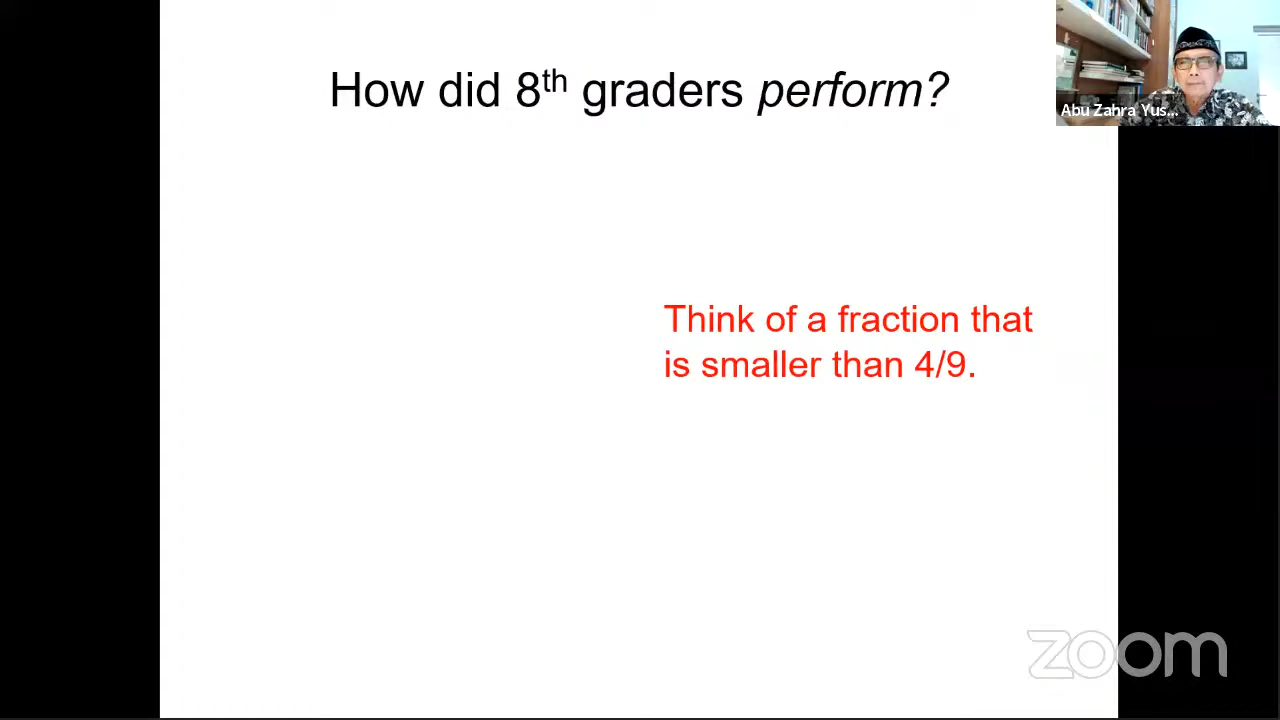 How did 8th graders perform?
Abu Zahra Yus...
Think of a fraction that
is smaller than 4/9.
zoom